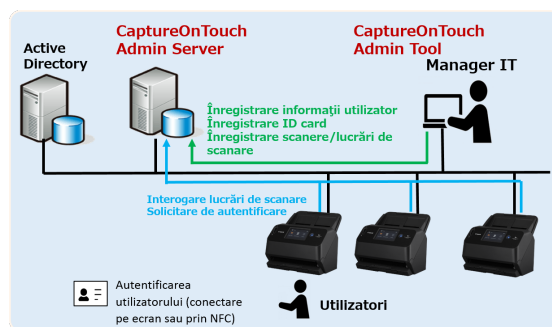 Active
Directory
CaptureOnTouch
Admin Server
CaptureOnTouch
Admin Tool
Manager IT
Înregistrare informaţii utilizator
Înregistrare ID card
Înregistrare scanere/lucrări de
scanare
Interogare lucrări de scanare
Solicitare de autentificare
Autentificarea
utilizatorului (conectare
pe ecran sau prin NFC)
Utilizatori